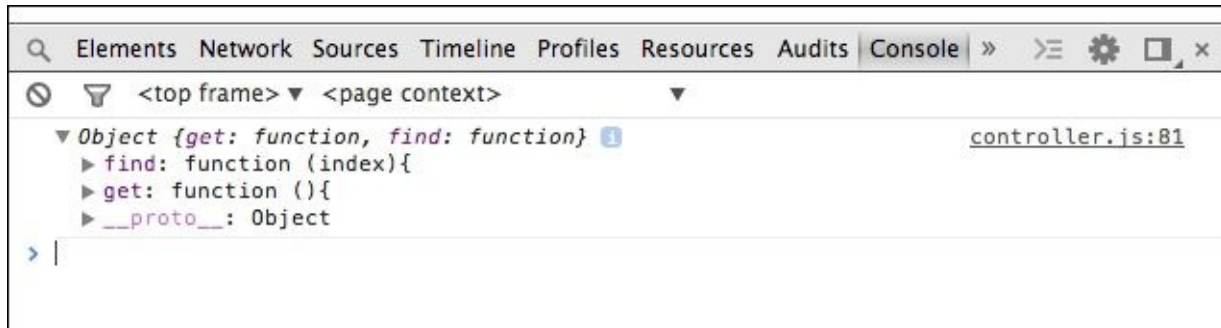 Elements Network Sources Timeline Profiles Resources Audits Console »
<top frame> ▼ <page context> ▼
▼ Object {get: function, find: function} i controller.js:81
▶ find: function (index){
▶ get: function (){
▶ __proto__: Object
>